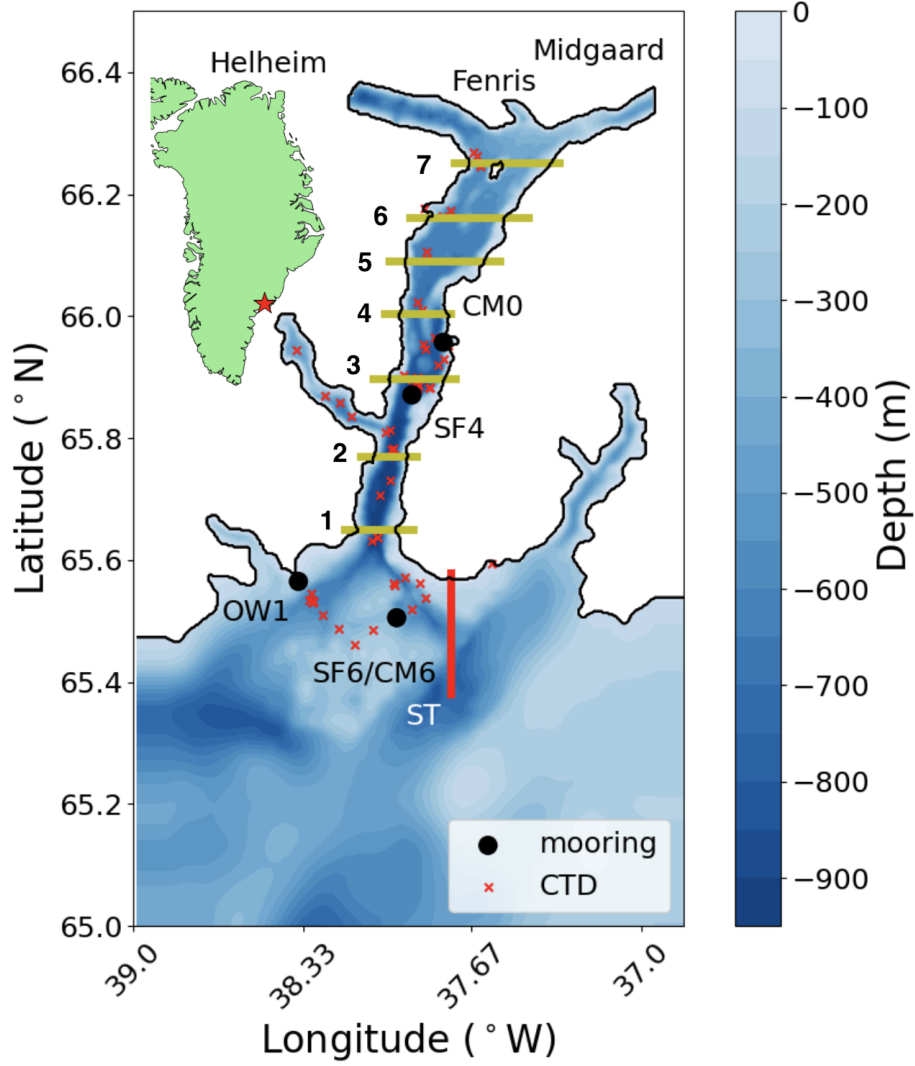 Helheim
Midgaard
Fenris
7
6
5
4
CM0
3
SF4
2
1
OW1
SF6/CM6
ST
mooring
CTD
66.4
66.2
66.0
65.8
65.6
65.4
65.2
65.0
Latitude (°N)
39.0
38.33
37.67
37.0
Longitude (°W)
0
−100
−200
−300
−400
−500
−600
−700
−800
−900
Depth (m)